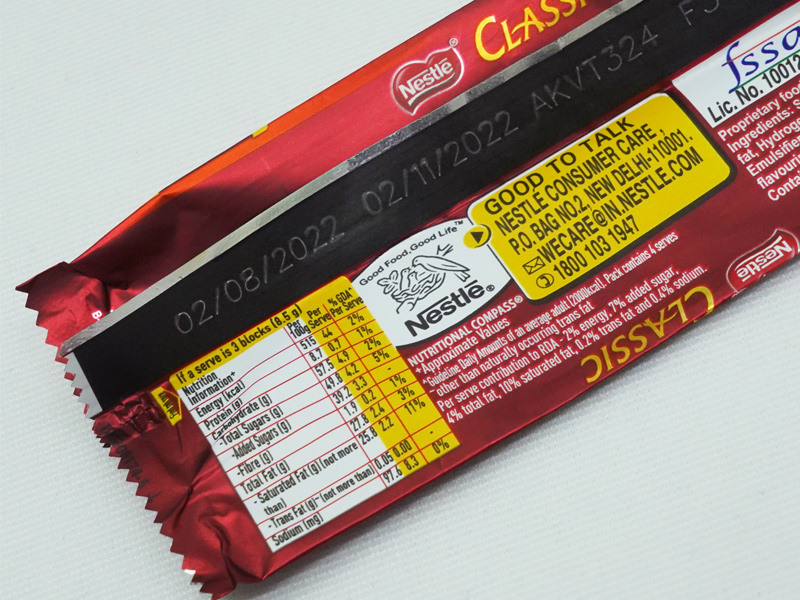 CLASSI
Nestlé®
02/08/2022 02/11/2022 AKVT324 F3
fssa
Lic. No. 10012
Proprietary foo
Ingredients: S
fat, Hydroge
Emulsifie
flavouri
Conta
GOOD TO TALK
NESTLE CONSUMER CARE,
P.O. BAG NO.2, NEW DELHI-110001.
WECARE@IN.NESTLE.COM
1800 103 1947
Good Food, Good Life™
Nestlé®
NUTRITIONAL COMPASS®
+Approximate Values
*Guideline Daily Amounts of an average adult (2000kcal). Pack contains 4 serves
~other than naturally occurring trans fat
Per serve contribution to RDA - 2% energy, 7% added sugar,
4% total fat, 10% saturated fat, 0.2% trans fat and 0.4% sodium.
If a serve is 3 blocks (8.5 g)
Nutrition Information+ Per 100g Per Serve %GDA* Per Serve
Energy (kcal) 515 44 2%
Protein (g) 8.7 0.7 1%
Carbohydrate (g) 57.5 4.9 2%
-Total Sugars (g) 49.8 4.2 5%
-Added Sugars (g) 39.2 3.3 -
-Fibre (g) 1.9 0.2 1%
Total Fat (g) 27.8 2.4 3%
- Saturated Fat (g) (not more than) 25.8 2.2 11%
- Trans Fat (g)~ (not more than) 0.05 0.00 -
Sodium (mg) 97.6 8.3 0%
Nestlé
CLASSIC